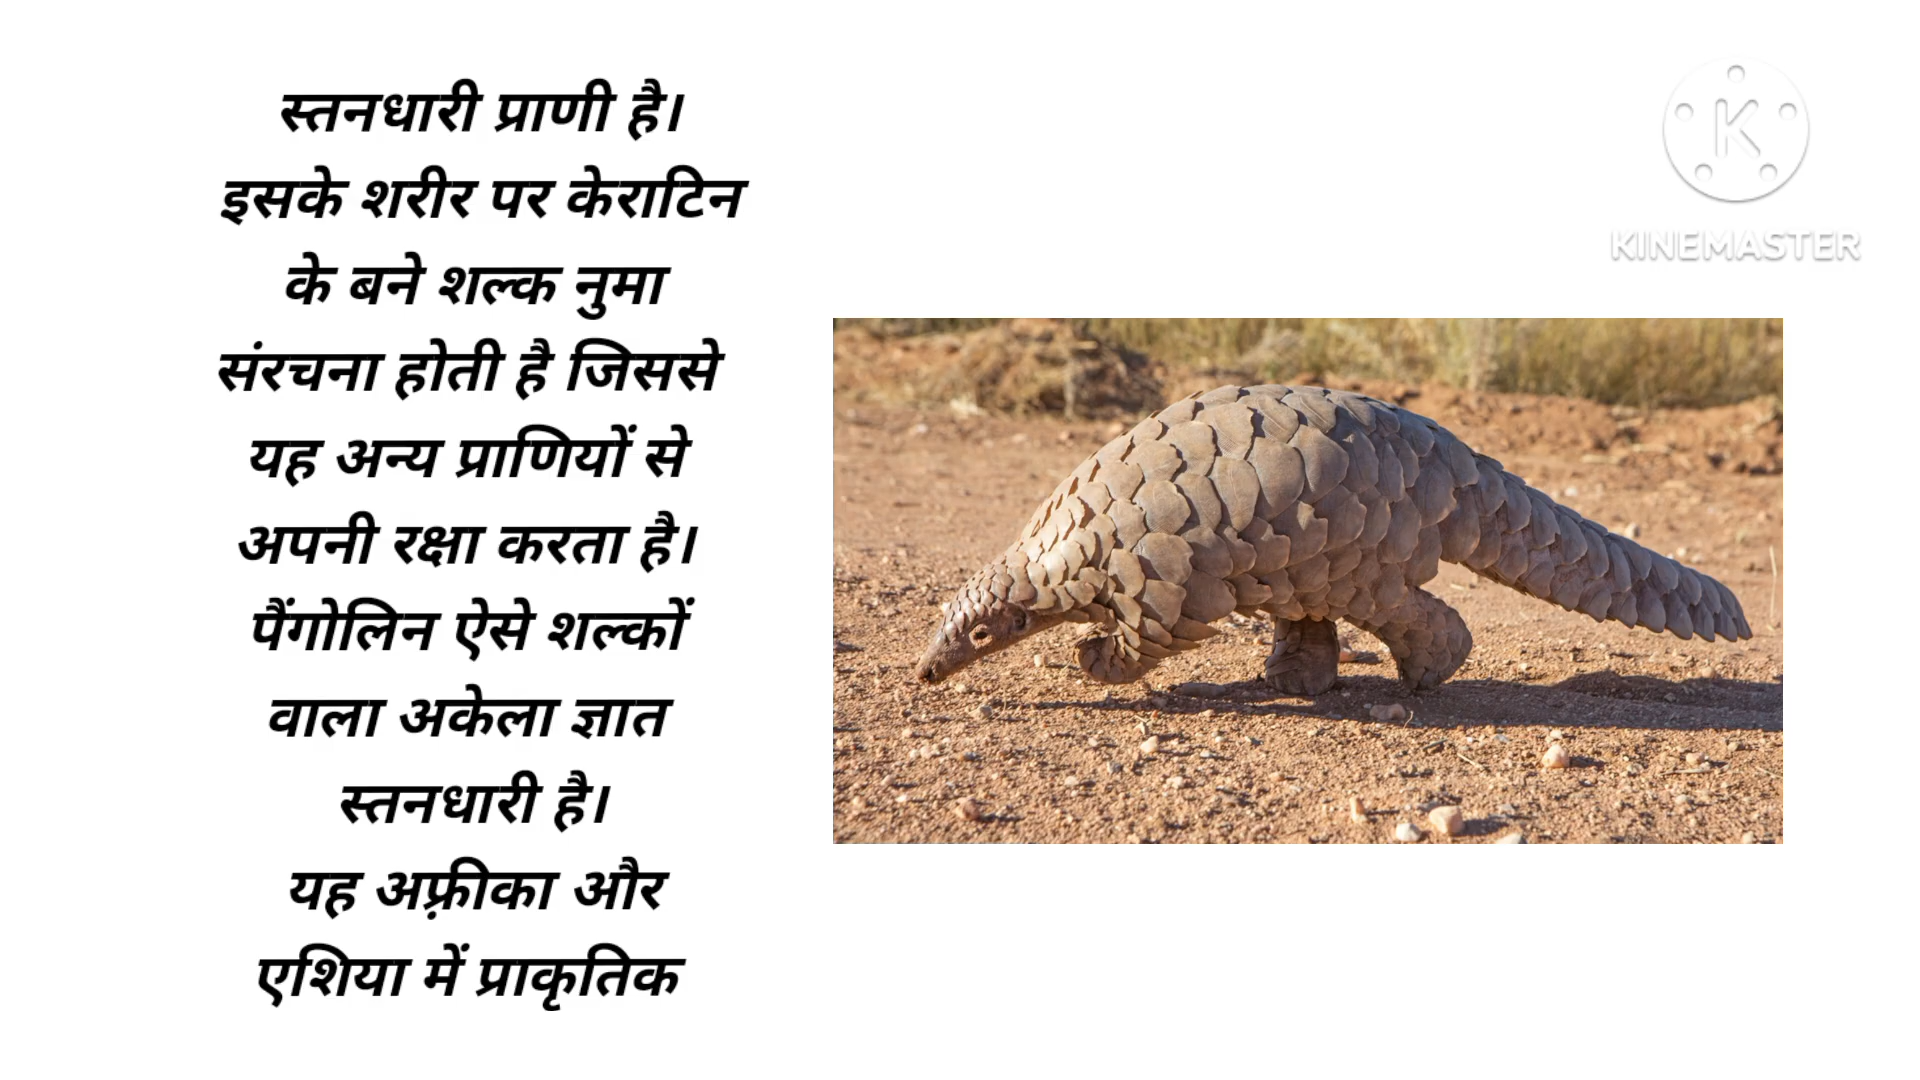 स्तनधारी प्राणी है।
इसके शरीर पर केराटिन
के बने शल्क नुमा
संरचना होती है जिससे
यह अन्य प्राणियों से
अपनी रक्षा करता है।
पैंगोलिन ऐसे शल्कों
वाला अकेला ज्ञात
स्तनधारी है।
यह अफ़्रीका और
एशिया में प्राकृतिक
K
KINEMASTER